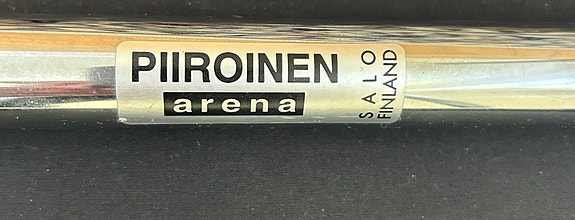 PIIROINEN
arena
SALO
FINLAND